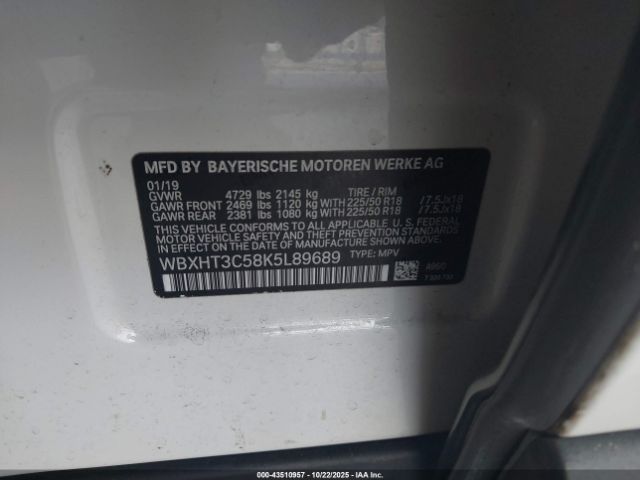 MFD BY BAYERISCHE MOTOREN WERKE AG
01/19
GVWR 4729 lbs 2145 kg TIRE / RIM
GAWR FRONT 2469 lbs 1120 kg WITH 225/50 R18 /7.5Jx18
GAWR REAR 2381 lbs 1080 kg WITH 225/50 R18 /7.5Jx18
THIS VEHICLE CONFORMS TO ALL APPLICABLE U.S. FEDERAL
MOTOR VEHICLE SAFETY, BUMPER AND THEFT PREVENTION
STANDARDS IN EFFECT ON THE DATE OF MANUFACTURE SHOWN ABOVE.
WBXHT3C58K5L89689 TYPE: MPV
A96O
000-43510957 | 10/22/2025 | IAA Inc.